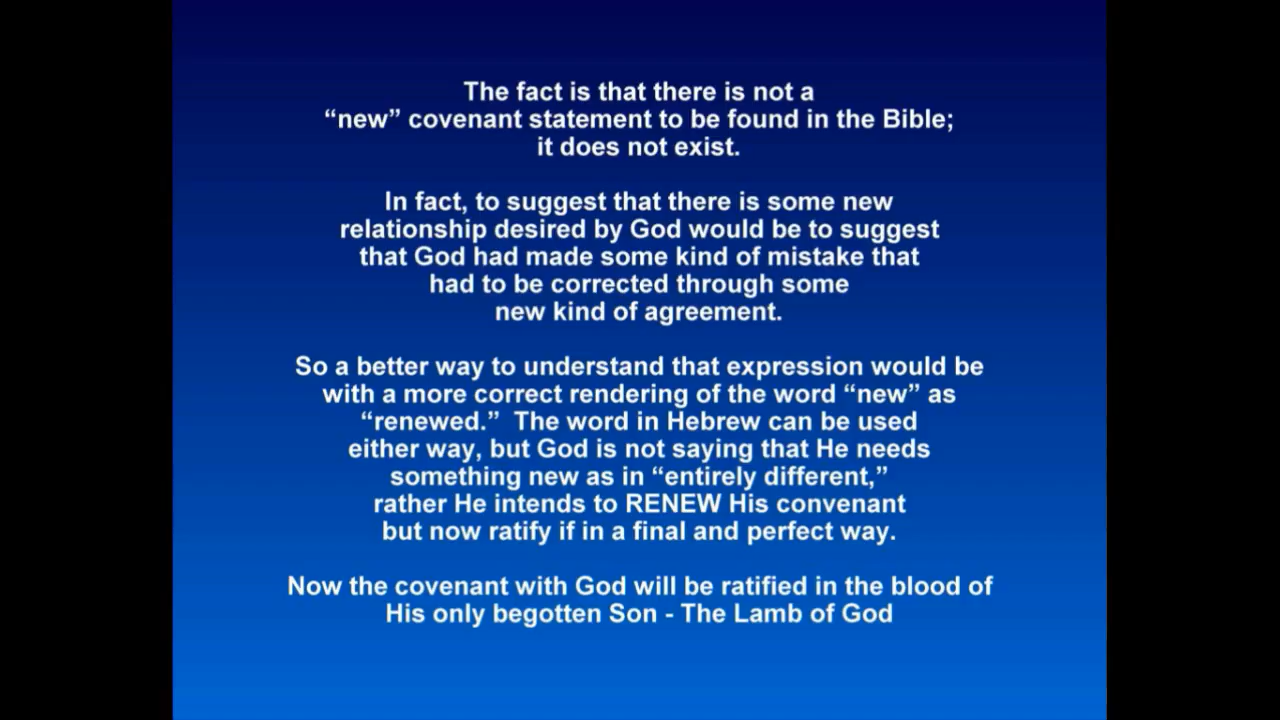 The fact is that there is not a
“new” covenant statement to be found in the Bible;
it does not exist.
In fact, to suggest that there is some new
relationship desired by God would be to suggest
that God had made some kind of mistake that
had to be corrected through some
new kind of agreement.
So a better way to understand that expression would be
with a more correct rendering of the word “new” as
“renewed.”  The word in Hebrew can be used
either way, but God is not saying that He needs
something new as in “entirely different,”
rather He intends to RENEW His convenant
but now ratify if in a final and perfect way.
Now the covenant with God will be ratified in the blood of
His only begotten Son - The Lamb of God